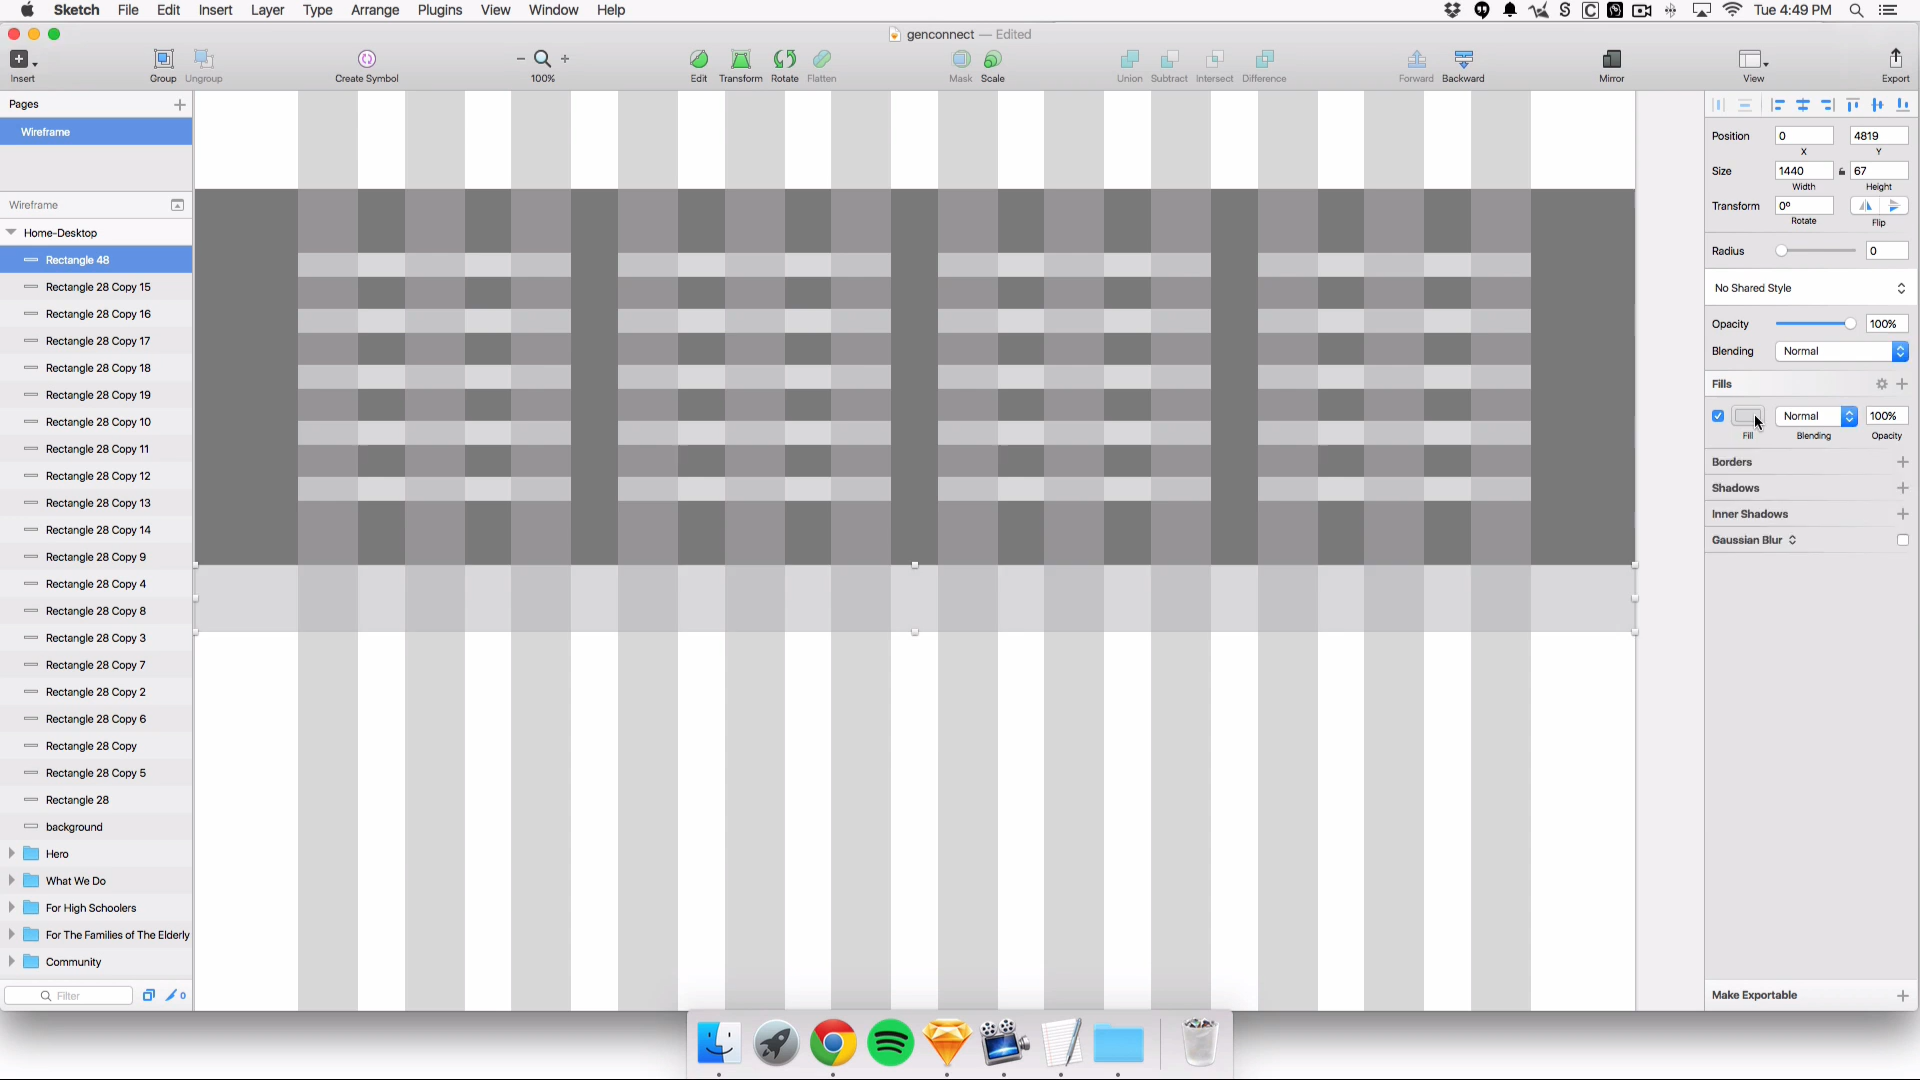 Sketch File Edit Insert Layer Type Arrange Plugins View Window Help Tue 4:49 PM
genconnect — Edited
Insert Group Ungroup Create Symbol 100% Edit Transform Rotate Flatten Mask Scale Union Subtract Intersect Difference Forward Backward Mirror View Export
Pages
Wireframe
Wireframe
Home-Desktop
Rectangle 48
Rectangle 28 Copy 15
Rectangle 28 Copy 16
Rectangle 28 Copy 17
Rectangle 28 Copy 18
Rectangle 28 Copy 19
Rectangle 28 Copy 10
Rectangle 28 Copy 11
Rectangle 28 Copy 12
Rectangle 28 Copy 13
Rectangle 28 Copy 14
Rectangle 28 Copy 9
Rectangle 28 Copy 4
Rectangle 28 Copy 8
Rectangle 28 Copy 3
Rectangle 28 Copy 7
Rectangle 28 Copy 2
Rectangle 28 Copy 6
Rectangle 28 Copy
Rectangle 28 Copy 5
Rectangle 28
background
Hero
What We Do
For High Schoolers
For The Families of The Elderly
Community
Filter 0
Position 0 4819
X Y
Size 1440 67
Width Height
Transform 0º
Rotate Flip
Radius 0
No Shared Style
Opacity 100%
Blending Normal
Fills
Normal 100%
Fill Blending Opacity
Borders
Shadows
Inner Shadows
Gaussian Blur
Make Exportable